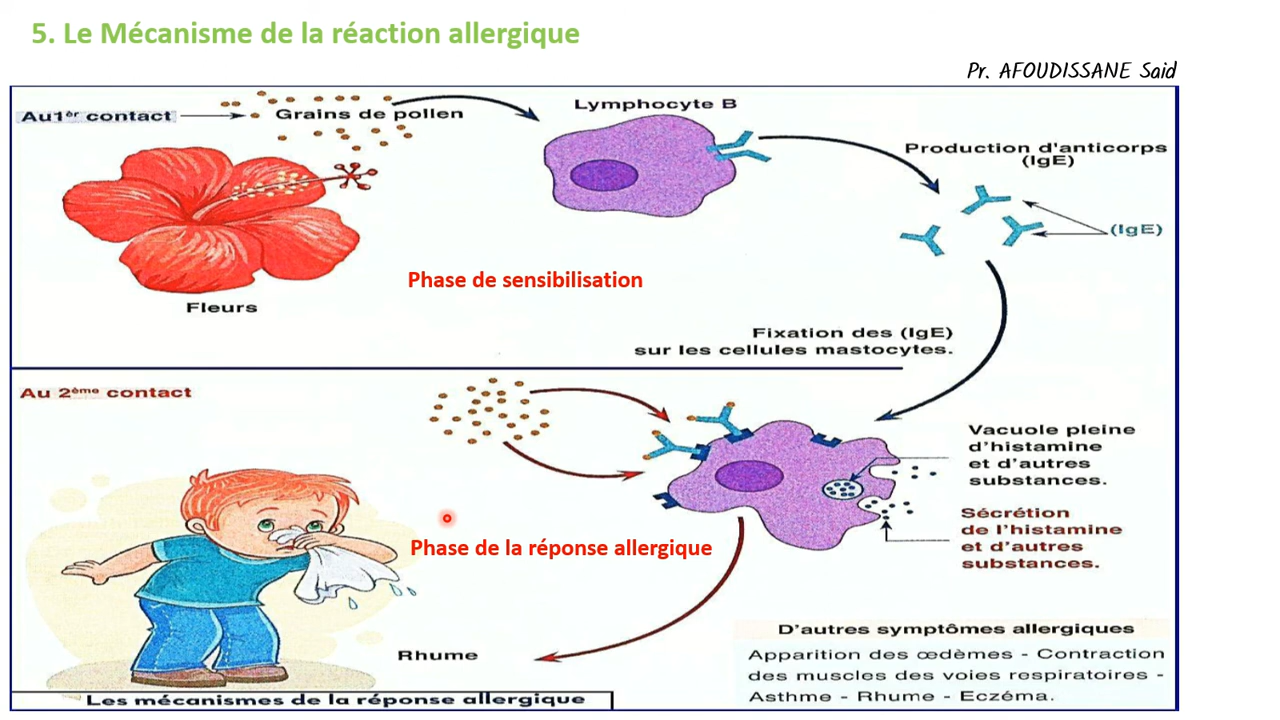 5. Le Mécanisme de la réaction allergique
Pr. AFOUDISSANE Said
Au1èr contact
Grains de pollen
Lymphocyte B
Production d'anticorps
(IgE)
(IgE)
Phase de sensibilisation
Fleurs
Fixation des (IgE)
sur les cellules mastocytes.
Au 2ème contact
Vacuole pleine
d'histamine
et d'autres
substances.
Sécrétion
de l'histamine
et d'autres
substances.
Phase de la réponse allergique
Rhume
D'autres symptômes allergiques
Apparition des œdèmes - Contraction
des muscles des voies respiratoires -
Asthme - Rhume - Eczéma.
Les mécanismes de la réponse allergique